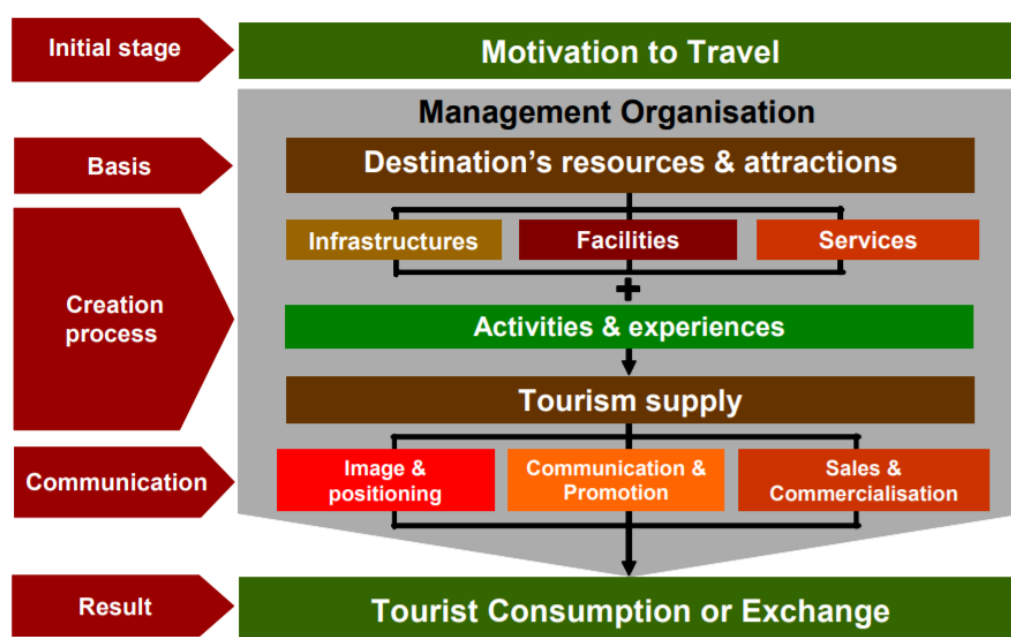 Initial stage
Motivation to Travel
Management Organisation
Basis
Destination’s resources & attractions
Infrastructures
Facilities
Services
Creation
process
+
Activities & experiences
Tourism supply
Communication
Image &
positioning
Communication &
Promotion
Sales &
Commercialisation
Result
Tourist Consumption or Exchange